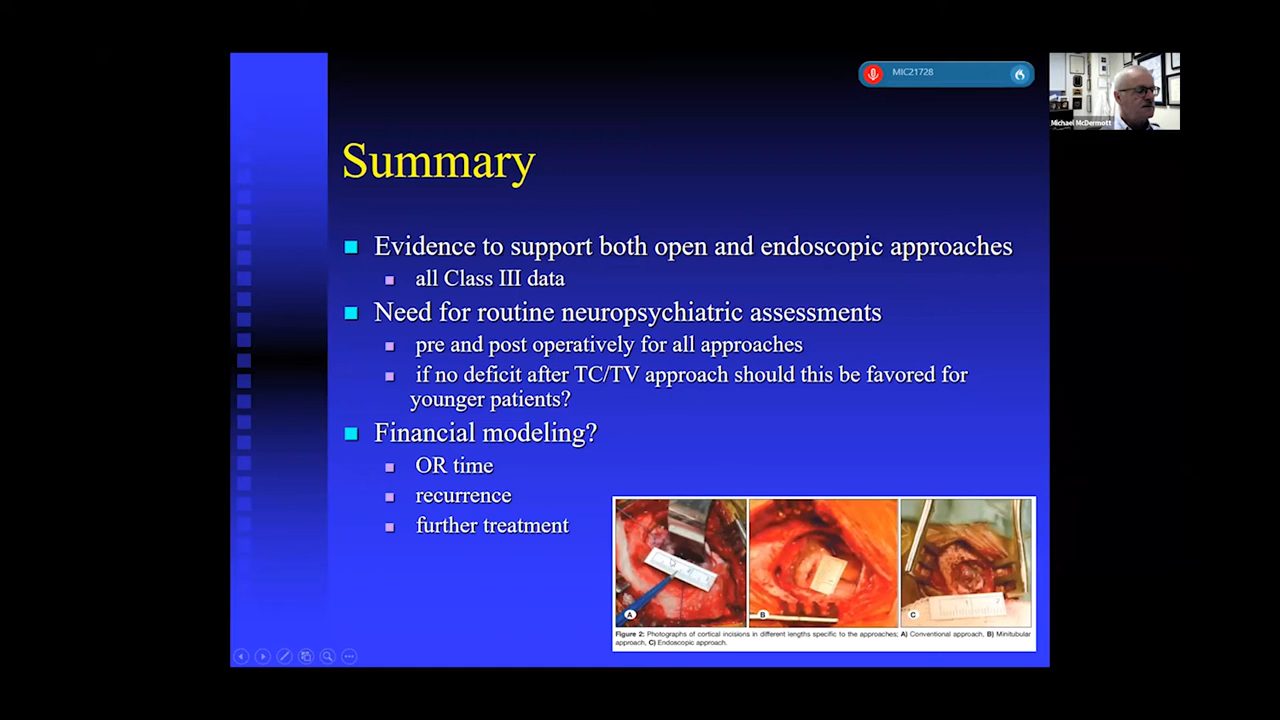 MIC21728
Michael McDermott
Summary
Evidence to support both open and endoscopic approaches
all Class III data
Need for routine neuropsychiatric assessments
pre and post operatively for all approaches
if no deficit after TC/TV approach should this be favored for
younger patients?
Financial modeling?
OR time
recurrence
further treatment
A
B
C
Figure 2: Photographs of cortical incisions in different lengths specific to the approaches; A) Conventional approach, B) Minitubular
approach, C) Endoscopic approach.